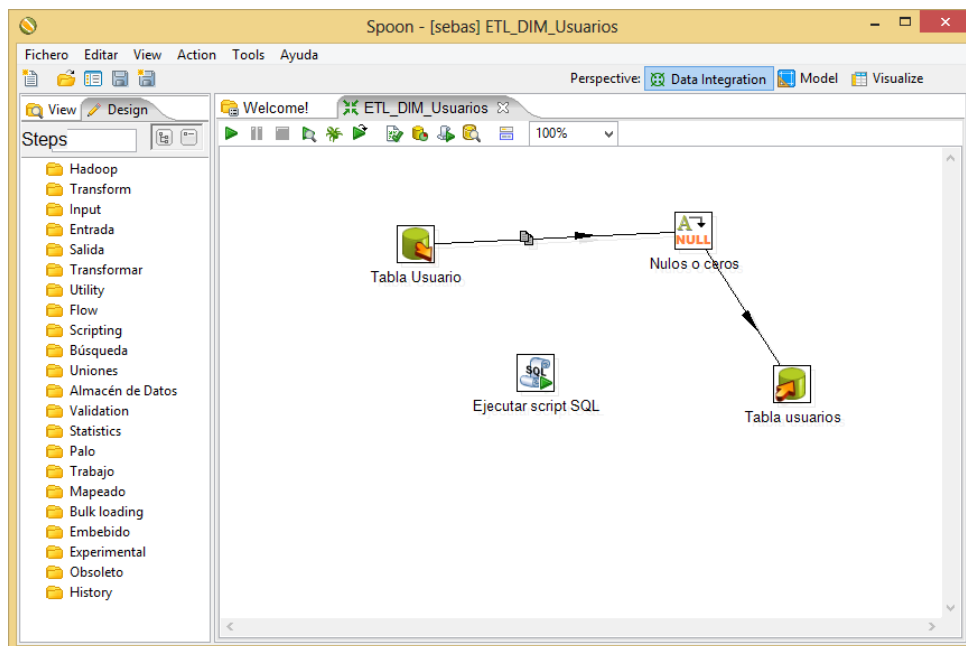 Spoon - [sebas] ETL_DIM_Usuarios
Fichero Editar View Action Tools Ayuda
Perspective: Data Integration Model Visualize
View Design
Welcome! ETL_DIM_Usuarios
Steps
100%
Hadoop
Transform
Input
Entrada
Salida
Transformar
Utility
Flow
Scripting
Búsqueda
Uniones
Almacén de Datos
Validation
Statistics
Palo
Trabajo
Mapeado
Bulk loading
Embebido
Experimental
Obsoleto
History
Tabla Usuario
A
NULL
Nulos o ceros
SQL
Ejecutar script SQL
Tabla usuarios